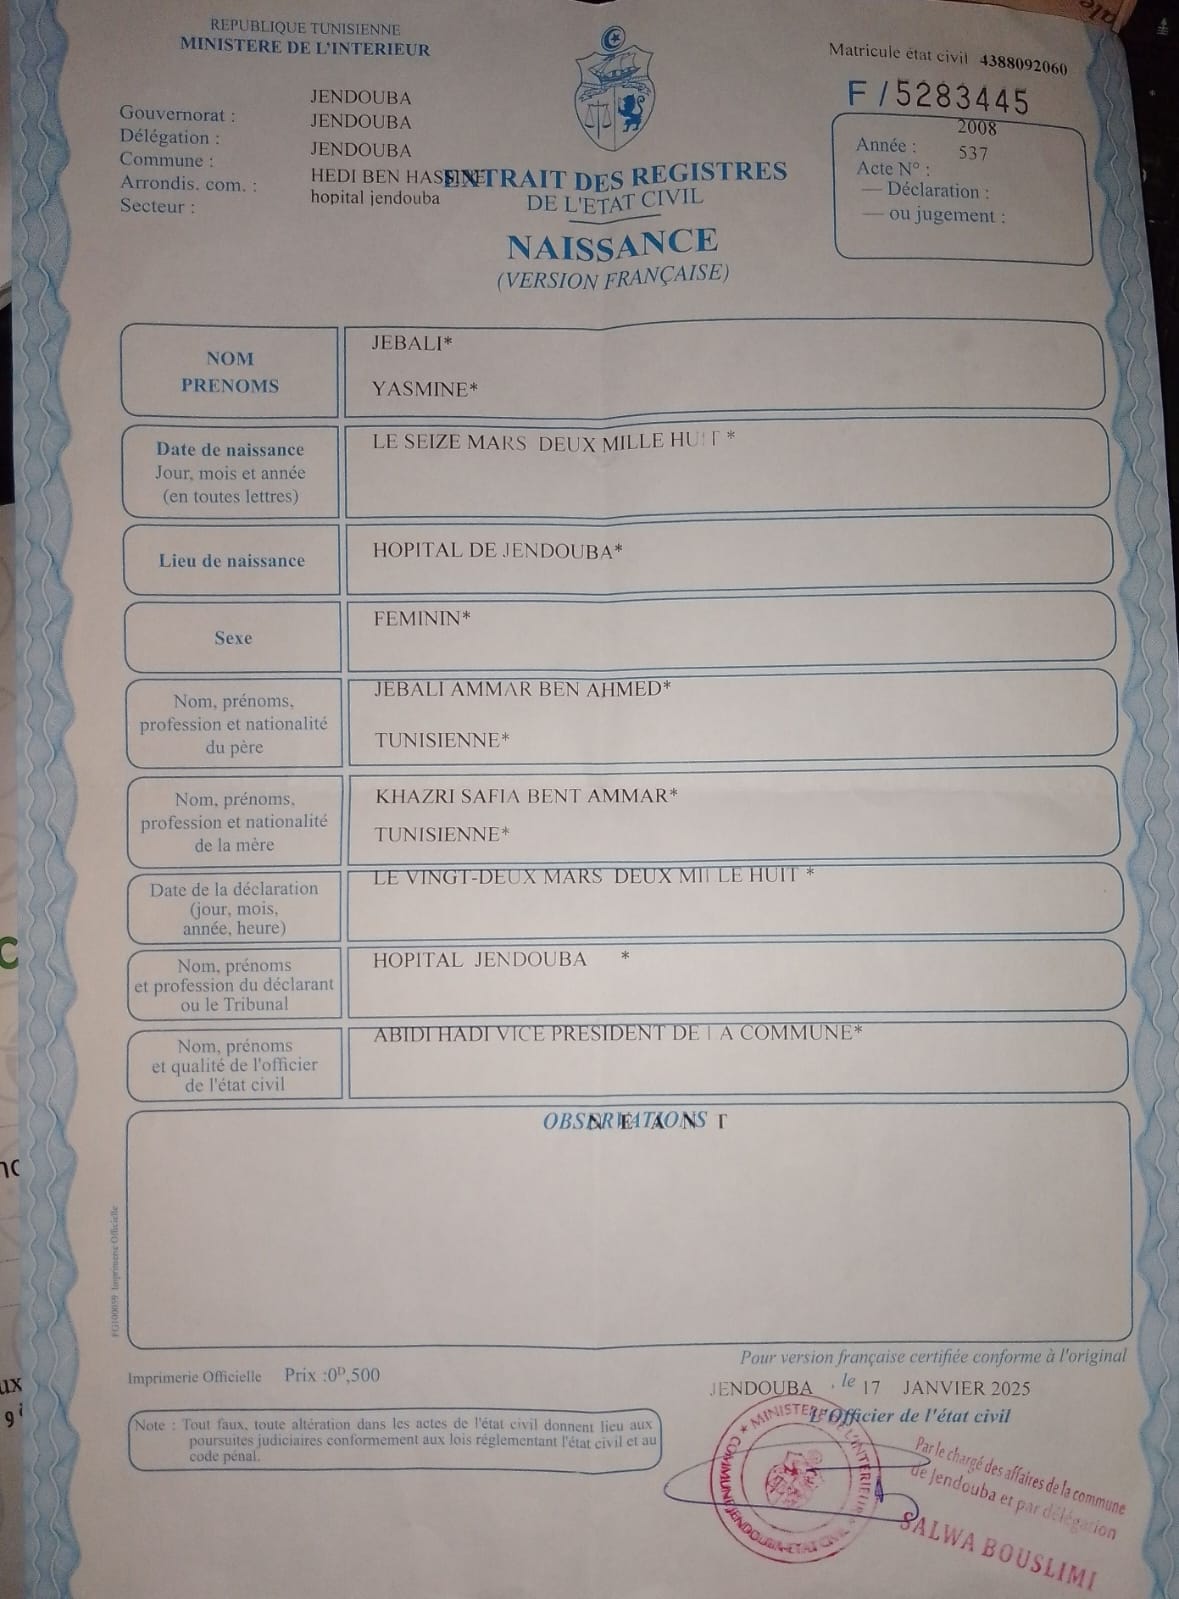 REPUBLIQUE TUNISIENNE
MINISTERE DE L'INTERIEUR
Gouvernorat : JENDOUBA
Délégation : JENDOUBA
Commune : JENDOUBA
Arrondis. com. : HEDI BEN HASSINE
Secteur : hopital jendouba
EXTRAIT DES REGISTRES
DE L'ETAT CIVIL
NAISSANCE
(VERSION FRANÇAISE)
Matricule état civil 4388092060
F/5283445
Année : 2008
Acte N° : 537
— Déclaration :
— ou jugement :
NOM JEBALI*
PRENOMS YASMINE*
Date de naissance LE SEIZE MARS DEUX MILLE HUIT *
Jour, mois et année
(en toutes lettres)
Lieu de naissance HOPITAL DE JENDOUBA*
Sexe FEMININ*
Nom, prénoms, JEBALI AMMAR BEN AHMED*
profession et nationalité
du père TUNISIENNE*
Nom, prénoms, KHAZRI SAFIA BENT AMMAR*
profession et nationalité TUNISIENNE*
de la mère
Date de la déclaration LE VINGT-DEUX MARS DEUX MILLE HUIT *
(jour, mois,
année, heure)
Nom, prénoms HOPITAL JENDOUBA *
et profession du déclarant
ou le Tribunal
Nom, prénoms ABIDI HADI VICE PRESIDENT DE LA COMMUNE*
et qualité de l'officier
de l'état civil
OBSERVATIONS
N E A N T
FG100039 Imprimerie Officielle
Imprimerie Officielle Prix :0ᴰ,500
Note : Tout faux, toute altération dans les actes de l'état civil donnent lieu aux
poursuites judiciaires conformement aux lois réglementant l'état civil et au
code pénal.
Pour version française certifiée conforme à l'original
JENDOUBA , le 17 JANVIER 2025
L'Officier de l'état civil
Par le chargé des affaires de la commune
de Jendouba et par délégation
SALWA BOUSLIMI
★ MINISTERE DE L'INTERIEUR ★
COMMUNE JENDOUBA-ETAT CIVIL